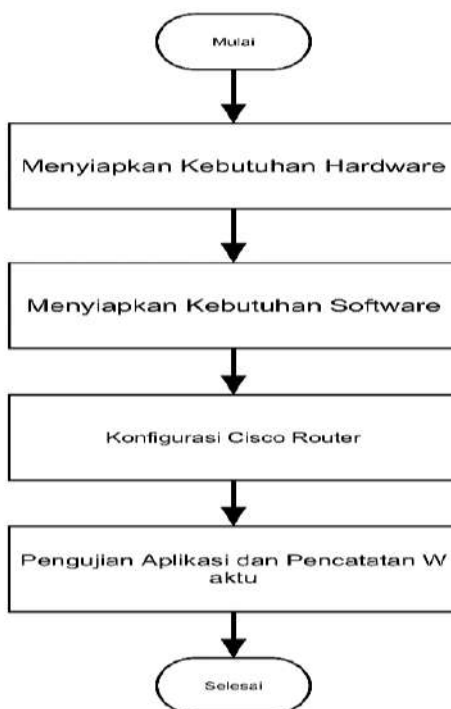 Mulai
Menyiapkan Kebutuhan Hardware
Menyiapkan Kebutuhan Software
Konfigurasi Cisco Router
Pengujian Aplikasi dan Pencatatan W
aktu
Selesai